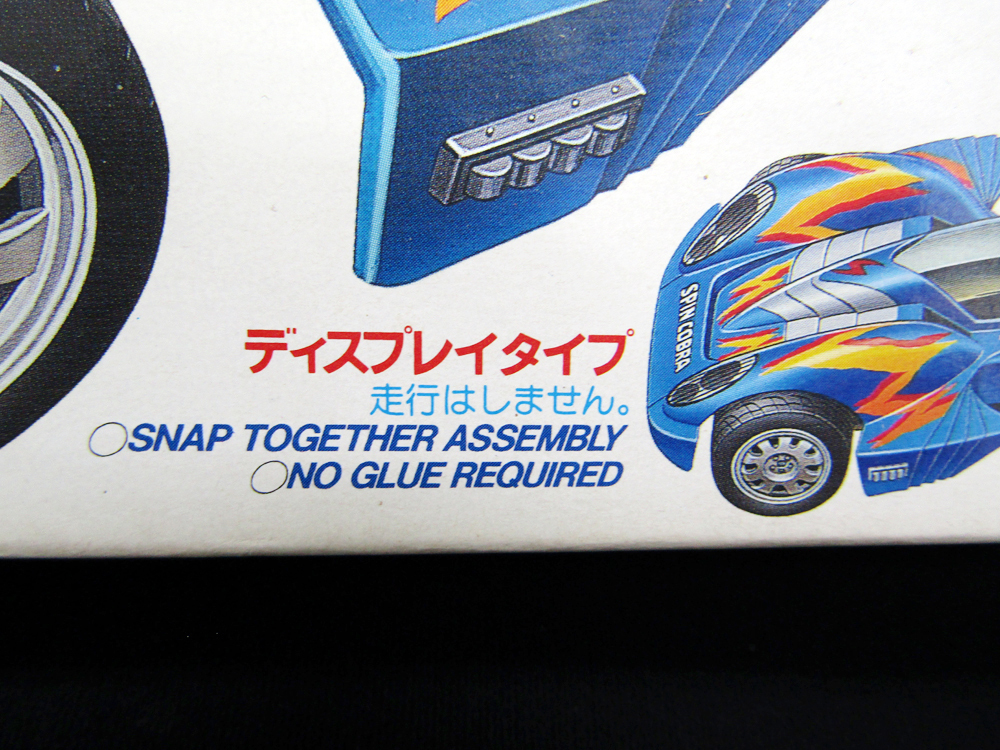 ディスプレイタイプ
走行はしません。
○SNAP TOGETHER ASSEMBLY
○NO GLUE REQUIRED
SPIN COBRA